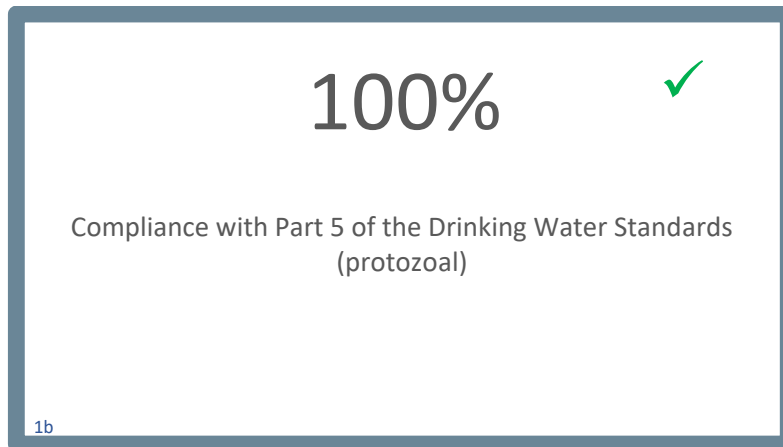 100%
Compliance with Part 5 of the Drinking Water Standards
(protozoal)
1b